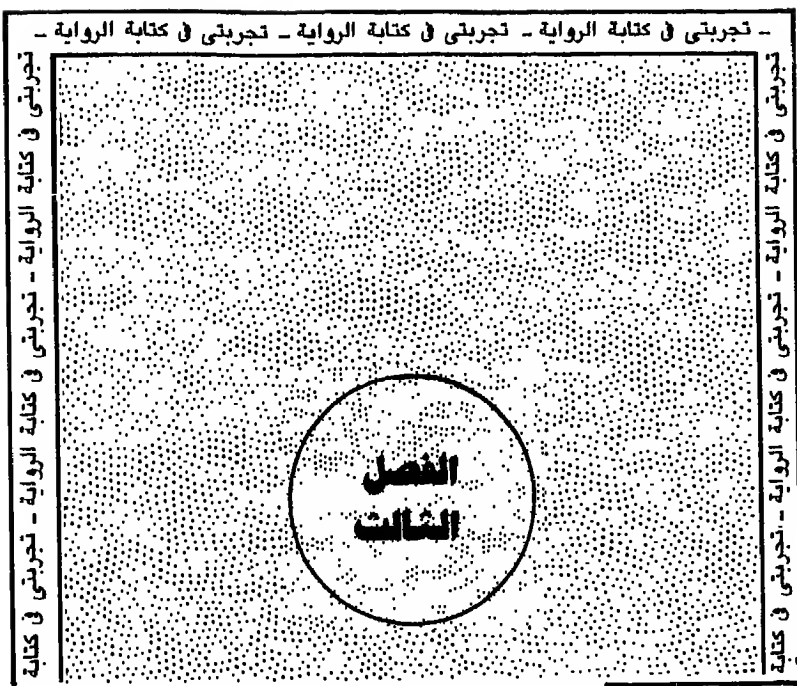 ـ تجربتى فى كتابة الرواية ـ تجربتى فى كتابة الرواية ـ تجربتى فى كتابة الرواية ـ
تجربتى فى كتابة الرواية ـ تجربتى فى كتابة الرواية ـ تجربتى فى كتابة
الفصل
الثالث
تجربتى فى كتابة الرواية ـ تجربتى فى كتابة الرواية ـ تجربتى فى كتابة